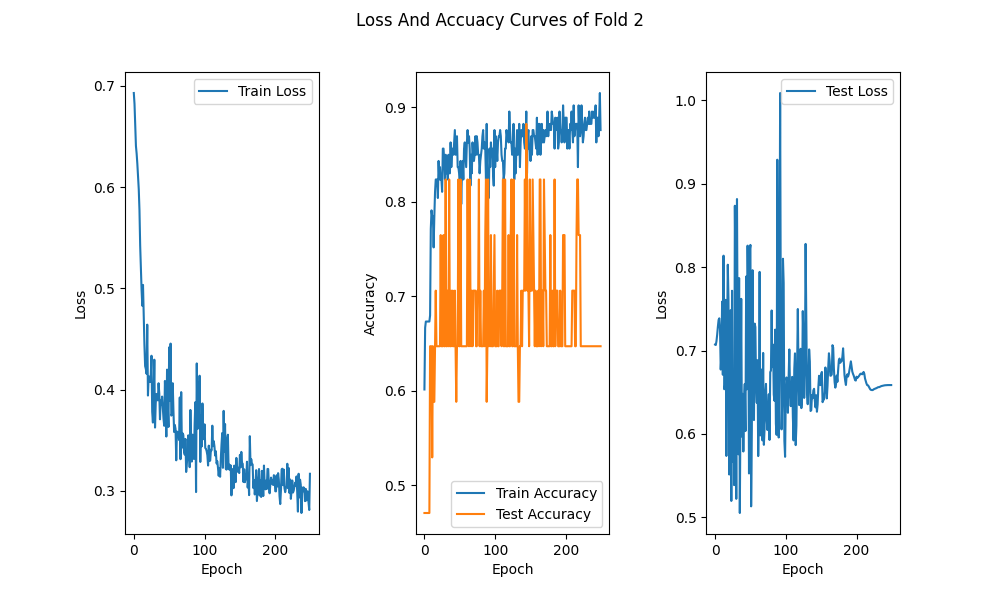 Loss And Accuacy Curves of Fold 2
Train Loss
0.7
0.6
0.5
0.4
0.3
Loss
0 100 200
Epoch
0.9
0.8
0.7
0.6
0.5
Accuracy
Train Accuracy
Test Accuracy
0 100 200
Epoch
Test Loss
1.0
0.9
0.8
0.7
0.6
0.5
Loss
0 100 200
Epoch